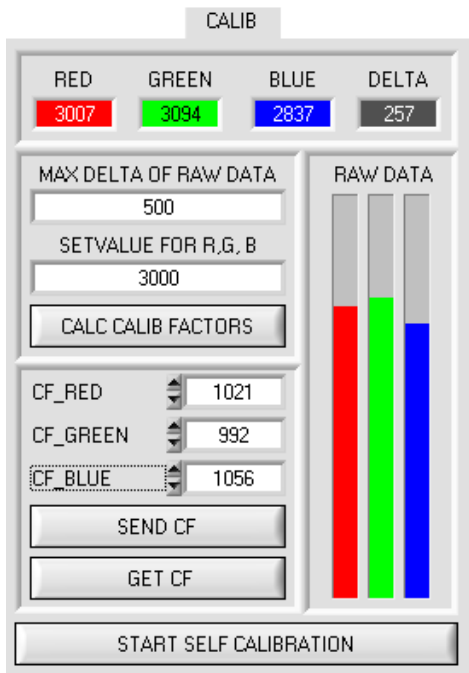 CALIB
RED GREEN BLUE DELTA
3007 3094 2837 257
MAX DELTA OF RAW DATA
500
SETVALUE FOR R,G, B
3000
CALC CALIB FACTORS
RAW DATA
CF_RED 1021
CF_GREEN 992
CF_BLUE 1056
SEND CF
GET CF
START SELF CALIBRATION